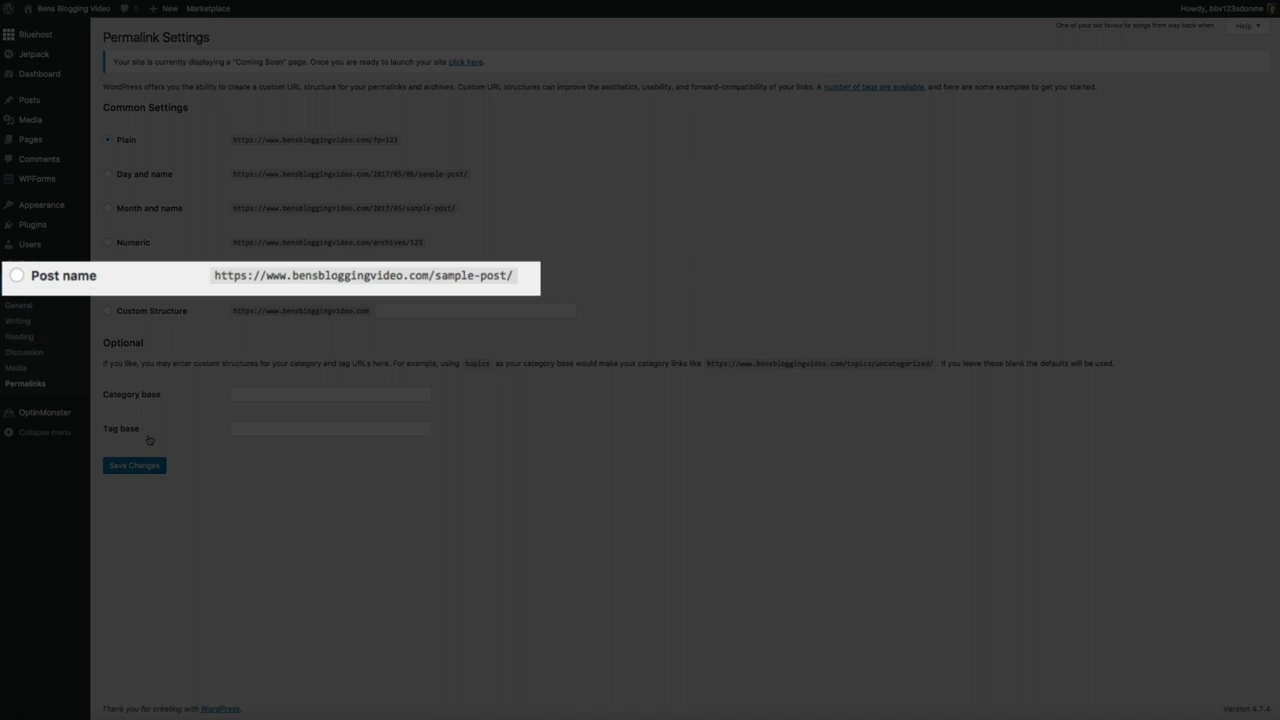 Bens Blogging Video 0 New Marketplace
Howdy, bbv123sdonme
One of your old favourite songs from way back when
Help
Bluehost
Jetpack
Dashboard
Posts
Media
Pages
Comments
WPForms
Appearance
Plugins
Users
General
Writing
Reading
Discussion
Media
Permalinks
OptinMonster
Collapse menu
Permalink Settings
Your site is currently displaying a "Coming Soon" page. Once you are ready to launch your site click here.
WordPress offers you the ability to create a custom URL structure for your permalinks and archives. Custom URL structures can improve the aesthetics, usability, and forward-compatibility of your links. A number of tags are available, and here are some examples to get you started.
Common Settings
Plain https://www.bensbloggingvideo.com/?p=123
Day and name https://www.bensbloggingvideo.com/2017/05/06/sample-post/
Month and name https://www.bensbloggingvideo.com/2017/05/sample-post/
Numeric https://www.bensbloggingvideo.com/archives/123
Post name https://www.bensbloggingvideo.com/sample-post/
Custom Structure https://www.bensbloggingvideo.com
Optional
If you like, you may enter custom structures for your category and tag URLs here. For example, using topics as your category base would make your category links like https://www.bensbloggingvideo.com/topics/uncategorized/ . If you leave these blank the defaults will be used.
Category base
Tag base
Save Changes
Thank you for creating with WordPress.
Version 4.7.4